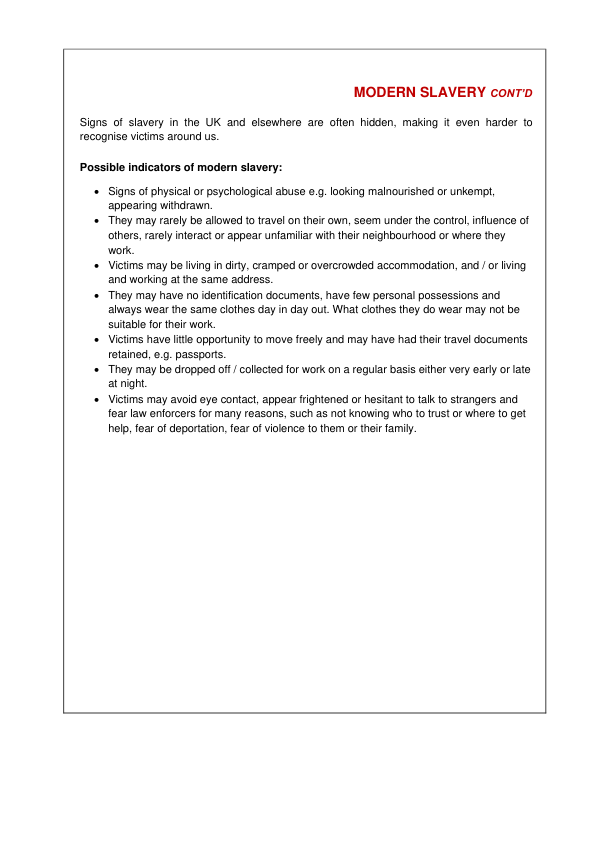 MODERN SLAVERY CONT'D
Signs of slavery in the UK and elsewhere are often hidden, making it even harder to
recognise victims around us.
Possible indicators of modern slavery:
• Signs of physical or psychological abuse e.g. looking malnourished or unkempt,
appearing withdrawn.
• They may rarely be allowed to travel on their own, seem under the control, influence of
others, rarely interact or appear unfamiliar with their neighbourhood or where they
work.
• Victims may be living in dirty, cramped or overcrowded accommodation, and / or living
and working at the same address.
• They may have no identification documents, have few personal possessions and
always wear the same clothes day in day out. What clothes they do wear may not be
suitable for their work.
• Victims have little opportunity to move freely and may have had their travel documents
retained, e.g. passports.
• They may be dropped off / collected for work on a regular basis either very early or late
at night.
• Victims may avoid eye contact, appear frightened or hesitant to talk to strangers and
fear law enforcers for many reasons, such as not knowing who to trust or where to get
help, fear of deportation, fear of violence to them or their family.